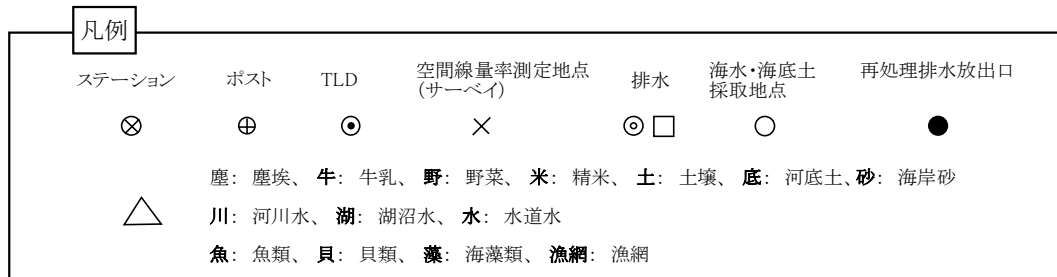 凡例
ステーション ポスト TLD 空間線量率測定地点 (サーベイ) 排水 海水・海底土 採取地点 再処理排水放出口
塵: 塵埃、 牛: 牛乳、 野: 野菜、 米: 精米、 土: 土壌、 底: 河底土、砂: 海岸砂
川: 河川水、 湖: 湖沼水、 水: 水道水
魚: 魚類、 貝: 貝類、 藻: 海藻類、 漁網: 漁網